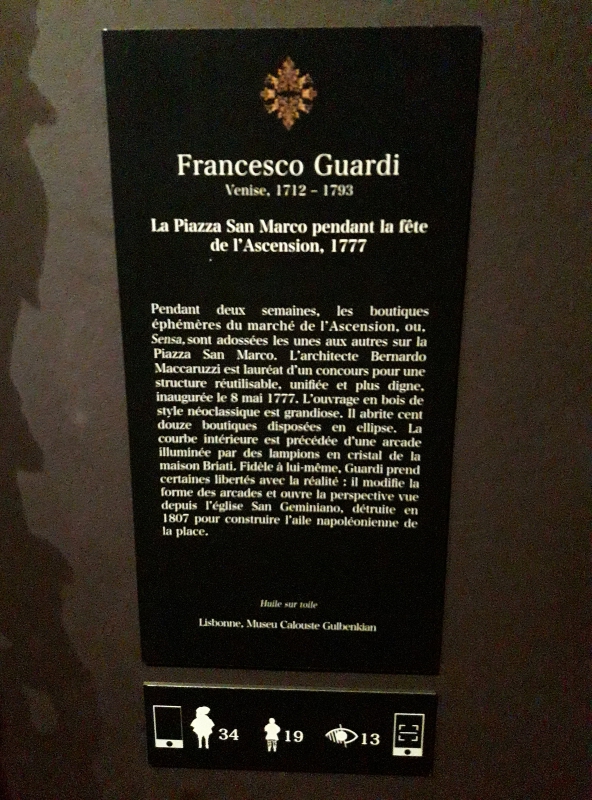 Francesco Guardi
Venise, 1712 – 1793
La Piazza San Marco pendant la fête
de l'Ascension, 1777
Pendant deux semaines, les boutiques
éphémères du marché de l'Ascension, ou,
Sensa, sont adossées les unes aux autres sur la
Piazza San Marco. L'architecte Bernardo
Maccaruzzi est lauréat d'un concours pour une
structure réutilisable, unifiée et plus digne,
inaugurée le 8 mai 1777. L'ouvrage en bois de
style néoclassique est grandiose. Il abrite cent
douze boutiques disposées en ellipse. La
courbe intérieure est précédée d'une arcade
illuminée par des lampions en cristal de la
maison Briati. Fidèle à lui-même, Guardi prend
certaines libertés avec la réalité : il modifie la
forme des arcades et ouvre la perspective vue
depuis l'église San Geminiano, détruite en
1807 pour construire l'aile napoléonienne de
la place.
Huile sur toile
Lisbonne, Museu Calouste Gulbenkian
34 19 13